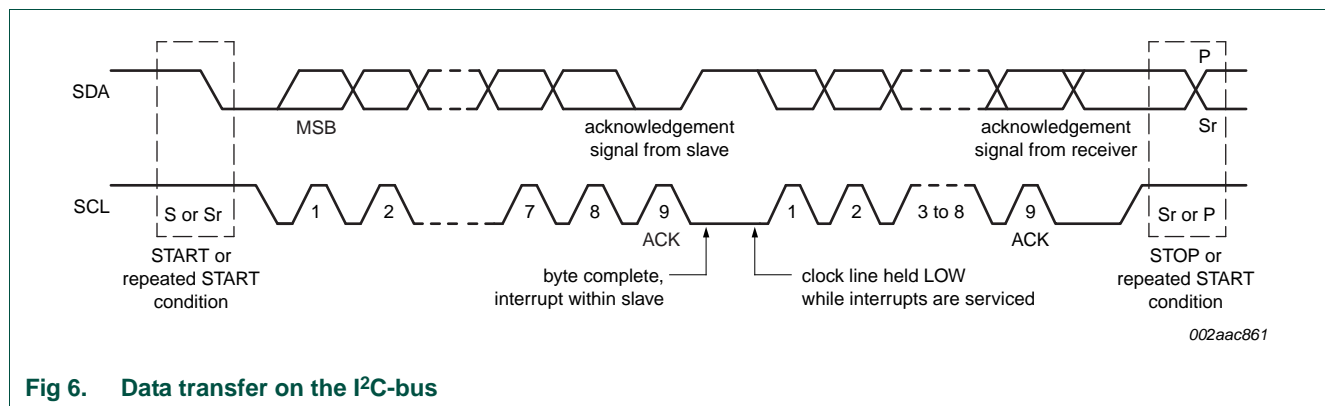 SDA
MSB
acknowledgement
signal from slave
acknowledgement
signal from receiver
P
Sr
SCL
S or Sr
1
2
7
8
9
ACK
1
2
3 to 8
9
ACK
Sr or P
START or
repeated START
condition
byte complete,
interrupt within slave
clock line held LOW
while interrupts are serviced
STOP or
repeated START
condition
002aac861
Fig 6. Data transfer on the I²C-bus